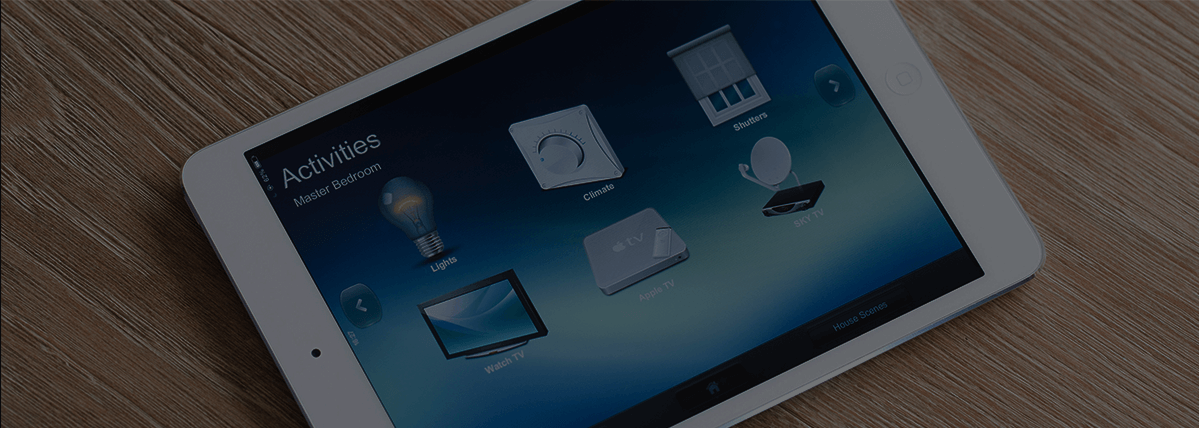 Activities
Master Bedroom
Lights
Climate
Shutters
Watch TV
tv
Apple TV
SKY TV
House Scenes